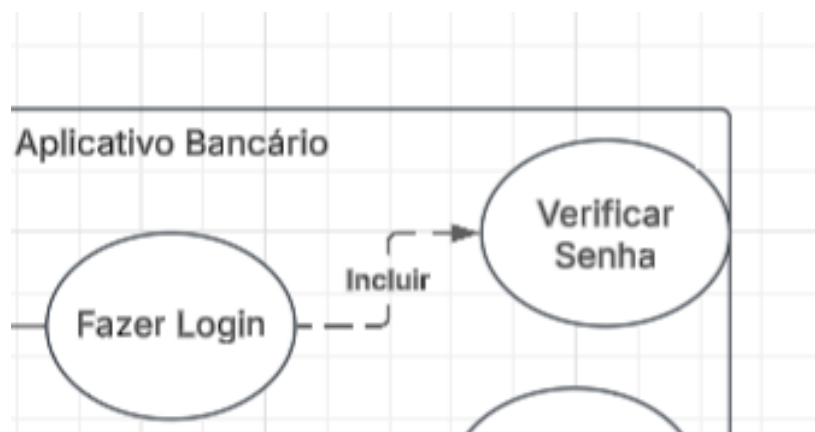 Aplicativo Bancário
Verificar
Senha
Incluir
Fazer Login